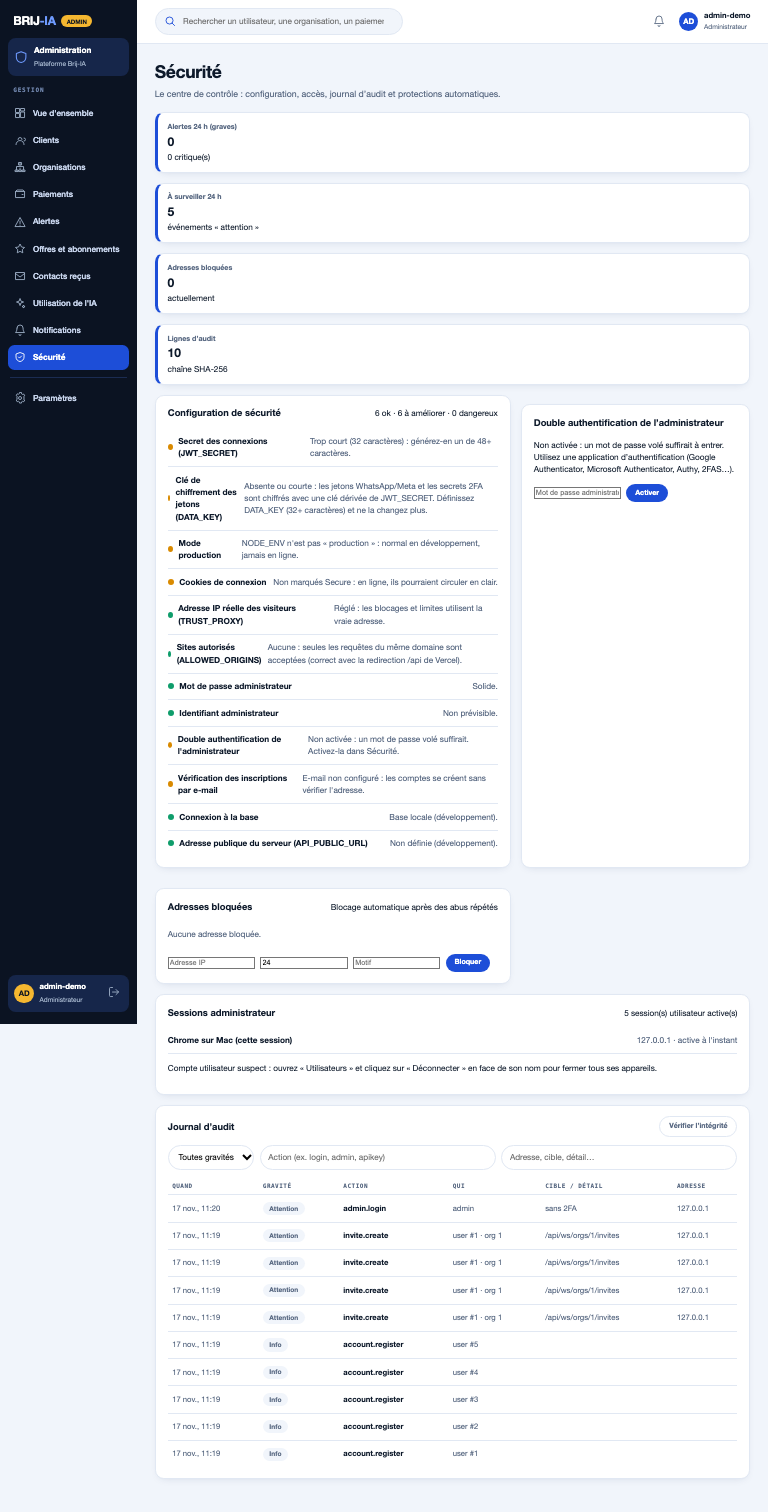 BRIJ-IA ADMIN
Administration
Plateforme Brij-IA
GESTION
Vue d'ensemble
Clients
Organisations
Paiements
Alertes
Offres et abonnements
Contacts reçus
Utilisation de l'IA
Notifications
Sécurité
Paramètres
AD admin-demo
Administrateur
Rechercher un utilisateur, une organisation, un paiemer
AD admin-demo
Administrateur
Sécurité
Le centre de contrôle : configuration, accès, journal d'audit et protections automatiques.
Alertes 24 h (graves)
0
0 critique(s)
À surveiller 24 h
5
événements « attention »
Adresses bloquées
0
actuellement
Lignes d'audit
10
chaîne SHA-256
Configuration de sécurité 6 ok · 6 à améliorer · 0 dangereux
Secret des connexions
(JWT_SECRET)
Trop court (32 caractères) : générez-en un de 48+
caractères.
Clé de
chiffrement des
jetons
(DATA_KEY)
Absente ou courte : les jetons WhatsApp/Meta et les secrets 2FA
sont chiffrés avec une clé dérivée de JWT_SECRET. Définissez
DATA_KEY (32+ caractères) et ne la changez plus.
Mode
production
NODE_ENV n'est pas « production » : normal en développement,
jamais en ligne.
Cookies de connexion Non marqués Secure : en ligne, ils pourraient circuler en clair.
Adresse IP réelle des visiteurs
(TRUST_PROXY)
Réglé : les blocages et limites utilisent la
vraie adresse.
Sites autorisés
(ALLOWED_ORIGINS)
Aucune : seules les requêtes du même domaine sont
acceptées (correct avec la redirection /api de Vercel).
Mot de passe administrateur Solide.
Identifiant administrateur Non prévisible.
Double authentification de
l'administrateur
Non activée : un mot de passe volé suffirait.
Activez-la dans Sécurité.
Vérification des inscriptions
par e-mail
E-mail non configuré : les comptes se créent sans
vérifier l'adresse.
Connexion à la base Base locale (développement).
Adresse publique du serveur (API_PUBLIC_URL) Non définie (développement).
Double authentification de l'administrateur
Non activée : un mot de passe volé suffirait à entrer.
Utilisez une application d'authentification (Google
Authenticator, Microsoft Authenticator, Authy, 2FAS…).
Mot de passe administrate Activer
Adresses bloquées Blocage automatique après des abus répétés
Aucune adresse bloquée.
Adresse IP 24 Motif Bloquer
Sessions administrateur 5 session(s) utilisateur active(s)
Chrome sur Mac (cette session) 127.0.0.1 · active à l'instant
Compte utilisateur suspect : ouvrez « Utilisateurs » et cliquez sur « Déconnecter » en face de son nom pour fermer tous ses appareils.
Journal d'audit Vérifier l'intégrité
Toutes gravités Action (ex. login, admin, apikey) Adresse, cible, détail…
QUAND GRAVITÉ ACTION QUI CIBLE / DÉTAIL ADRESSE
17 nov., 11:20 Attention admin.login admin sans 2FA 127.0.0.1
17 nov., 11:19 Attention invite.create user #1 · org 1 /api/ws/orgs/1/invites 127.0.0.1
17 nov., 11:19 Attention invite.create user #1 · org 1 /api/ws/orgs/1/invites 127.0.0.1
17 nov., 11:19 Attention invite.create user #1 · org 1 /api/ws/orgs/1/invites 127.0.0.1
17 nov., 11:19 Attention invite.create user #1 · org 1 /api/ws/orgs/1/invites 127.0.0.1
17 nov., 11:19 Info account.register user #5
17 nov., 11:19 Info account.register user #4
17 nov., 11:19 Info account.register user #3
17 nov., 11:19 Info account.register user #2
17 nov., 11:19 Info account.register user #1